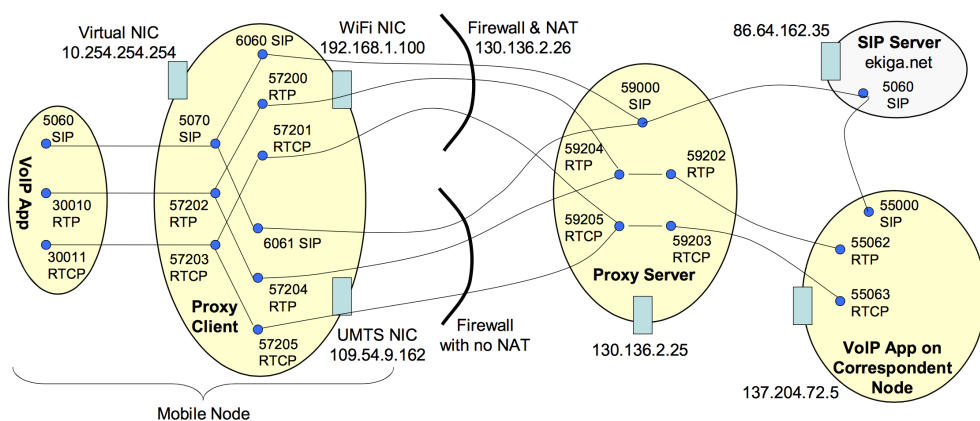 Virtual NIC
10.254.254.254
WiFi NIC
192.168.1.100
Firewall & NAT
130.136.2.26
86.64.162.35
SIP Server
ekiga.net
5060
SIP
6060 SIP
57200
RTP
57201
RTCP
5070
SIP
57202
RTP
57203
RTCP
6061 SIP
57204
RTP
57205
RTCP
Proxy
Client
5060
SIP
VoIP App
30010
RTP
30011
RTCP
59000
SIP
59204
RTP
59202
RTP
59205
RTCP
59203
RTCP
Proxy Server
130.136.2.25
55000
SIP
55062
RTP
55063
RTCP
VoIP App on
Correspondent
Node
137.204.72.5
UMTS NIC
109.54.9.162
Firewall
with no NAT
Mobile Node